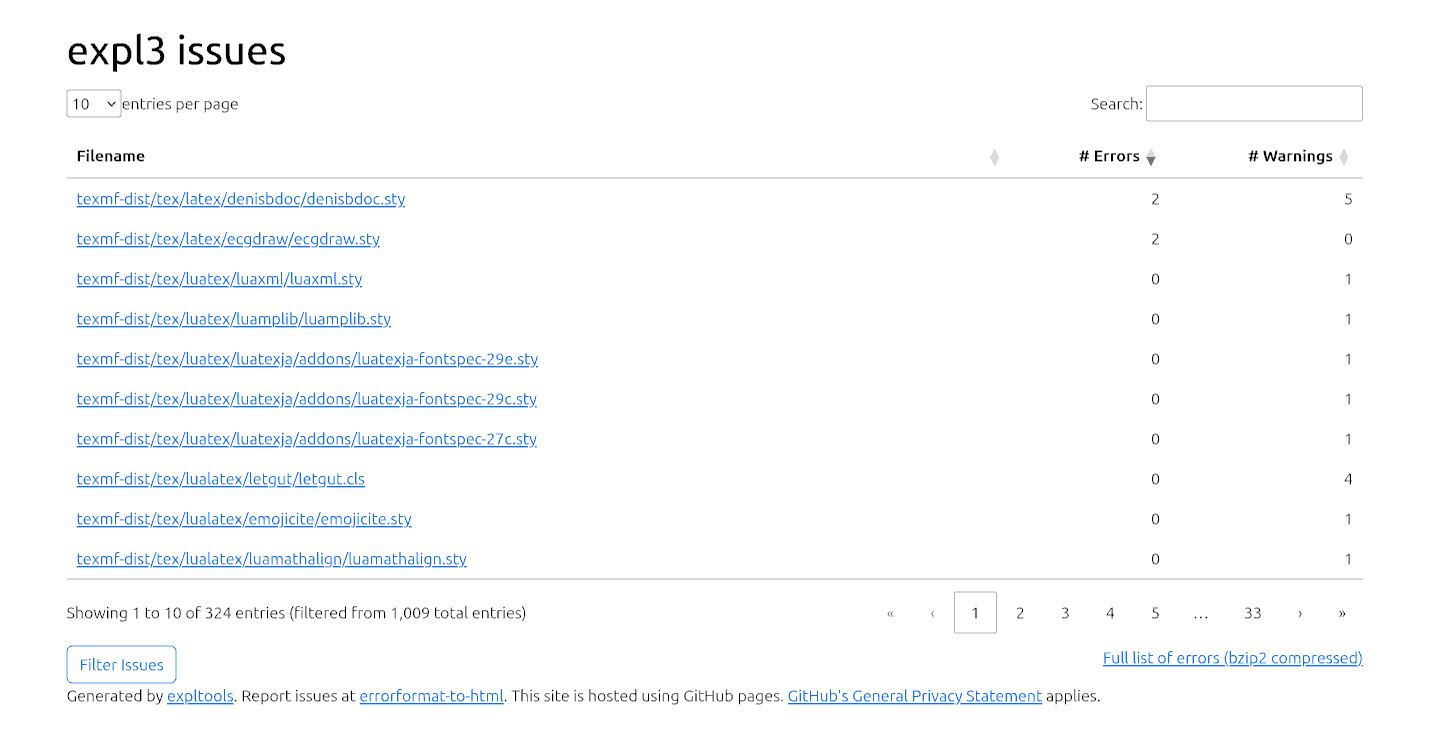 expl3 issues
10 entries per page Search:
Filename # Errors # Warnings
texmf-dist/tex/latex/denisbdoc/denisbdoc.sty 2 5
texmf-dist/tex/latex/ecgdraw/ecgdraw.sty 2 0
texmf-dist/tex/luatex/luaxml/luaxml.sty 0 1
texmf-dist/tex/luatex/luamplib/luamplib.sty 0 1
texmf-dist/tex/luatex/luatexja/addons/luatexja-fontspec-29e.sty 0 1
texmf-dist/tex/luatex/luatexja/addons/luatexja-fontspec-29c.sty 0 1
texmf-dist/tex/luatex/luatexja/addons/luatexja-fontspec-27c.sty 0 1
texmf-dist/tex/lualatex/letgut/letgut.cls 0 4
texmf-dist/tex/lualatex/emojicite/emojicite.sty 0 1
texmf-dist/tex/lualatex/luamathalign/luamathalign.sty 0 1
Showing 1 to 10 of 324 entries (filtered from 1,009 total entries) « ‹ 1 2 3 4 5 … 33 › »
Filter Issues Full list of errors (bzip2 compressed)
Generated by expltools. Report issues at errorformat-to-html. This site is hosted using GitHub pages. GitHub's General Privacy Statement applies.